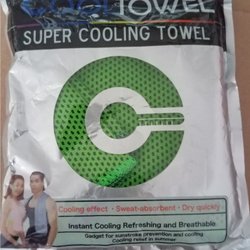 COOL TOWEL
SUPER COOLING TOWEL
Cooling effect · Sweat-absorbent · Dry quickly
Instant Cooling Refreshing and Breathable
Gadget for sunstroke prevention and cooling
Cooling relief in summer